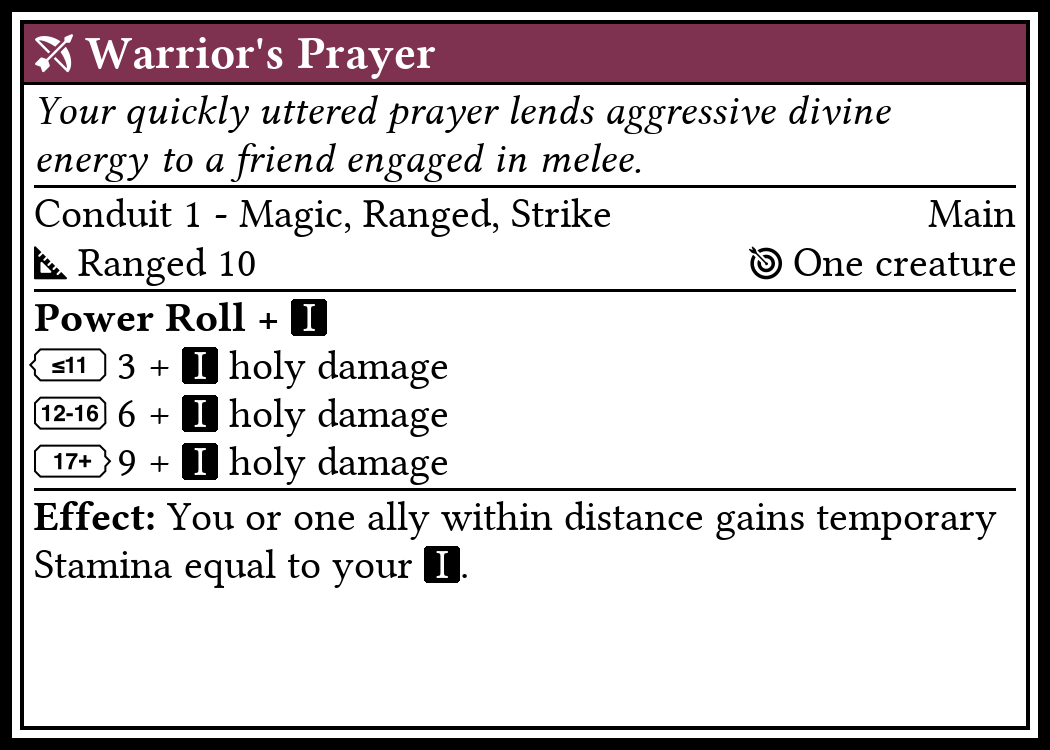 Warrior's Prayer
Your quickly uttered prayer lends aggressive divine
energy to a friend engaged in melee.
Conduit 1 - Magic, Ranged, Strike Main
Ranged 10 One creature
Power Roll + I
≤11 3 + I holy damage
12-16 6 + I holy damage
17+ 9 + I holy damage
Effect: You or one ally within distance gains temporary
Stamina equal to your I.